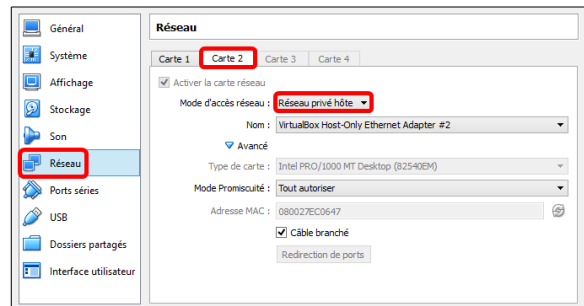 Général
Système
Affichage
Stockage
Son
Réseau
Ports séries
USB
Dossiers partagés
Interface utilisateur
Réseau
Carte 1 Carte 2 Carte 3 Carte 4
Activer la carte réseau
Mode d'accès réseau : Réseau privé hôte
Nom : VirtualBox Host-Only Ethernet Adapter #2
Avancé
Type de carte : Intel PRO/1000 MT Desktop (82540EM)
Mode Promiscuité : Tout autoriser
Adresse MAC : 080027EC0647
Câble branché
Redirection de ports